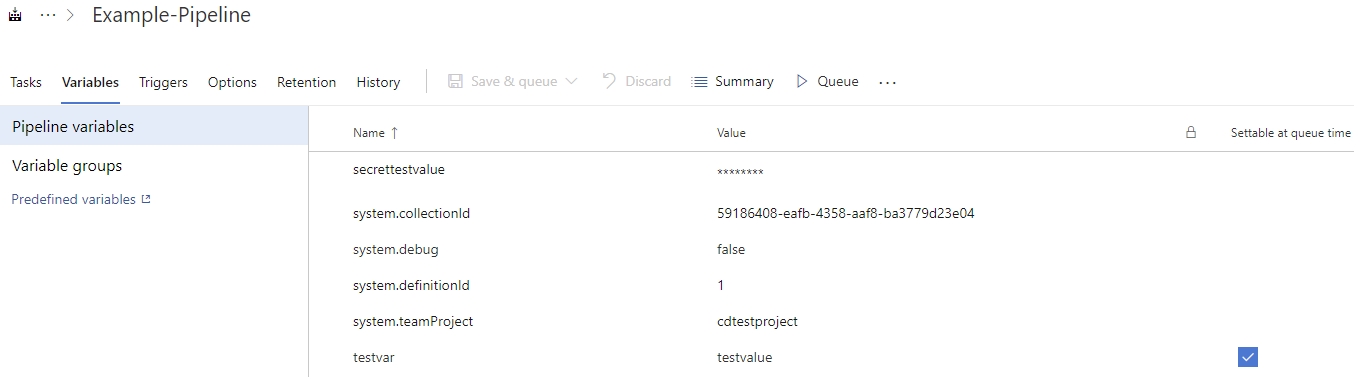 ··· > Example-Pipeline
Tasks Variables Triggers Options Retention History Save & queue Discard Summary Queue ···
Pipeline variables
Variable groups
Predefined variables
Name ↑ Value Settable at queue time
secrettestvalue ********
system.collectionId 59186408-eafb-4358-aaf8-ba3779d23e04
system.debug false
system.definitionId 1
system.teamProject cdtestproject
testvar testvalue